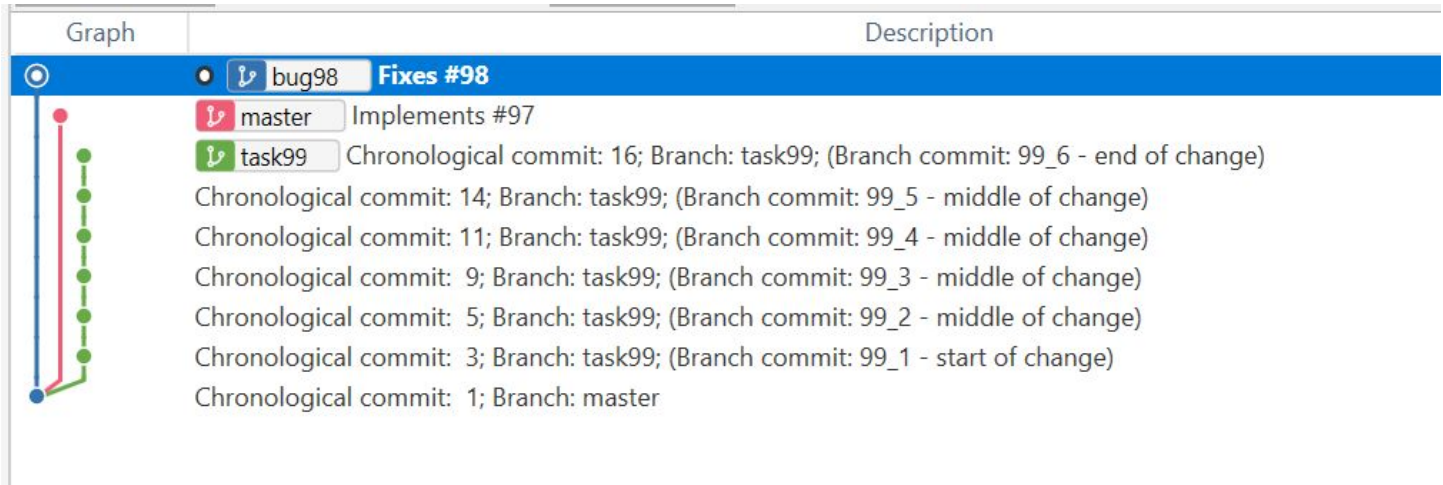 Graph Description
bug98 Fixes #98
master Implements #97
task99 Chronological commit: 16; Branch: task99; (Branch commit: 99_6 - end of change)
Chronological commit: 14; Branch: task99; (Branch commit: 99_5 - middle of change)
Chronological commit: 11; Branch: task99; (Branch commit: 99_4 - middle of change)
Chronological commit:  9; Branch: task99; (Branch commit: 99_3 - middle of change)
Chronological commit:  5; Branch: task99; (Branch commit: 99_2 - middle of change)
Chronological commit:  3; Branch: task99; (Branch commit: 99_1 - start of change)
Chronological commit:  1; Branch: master